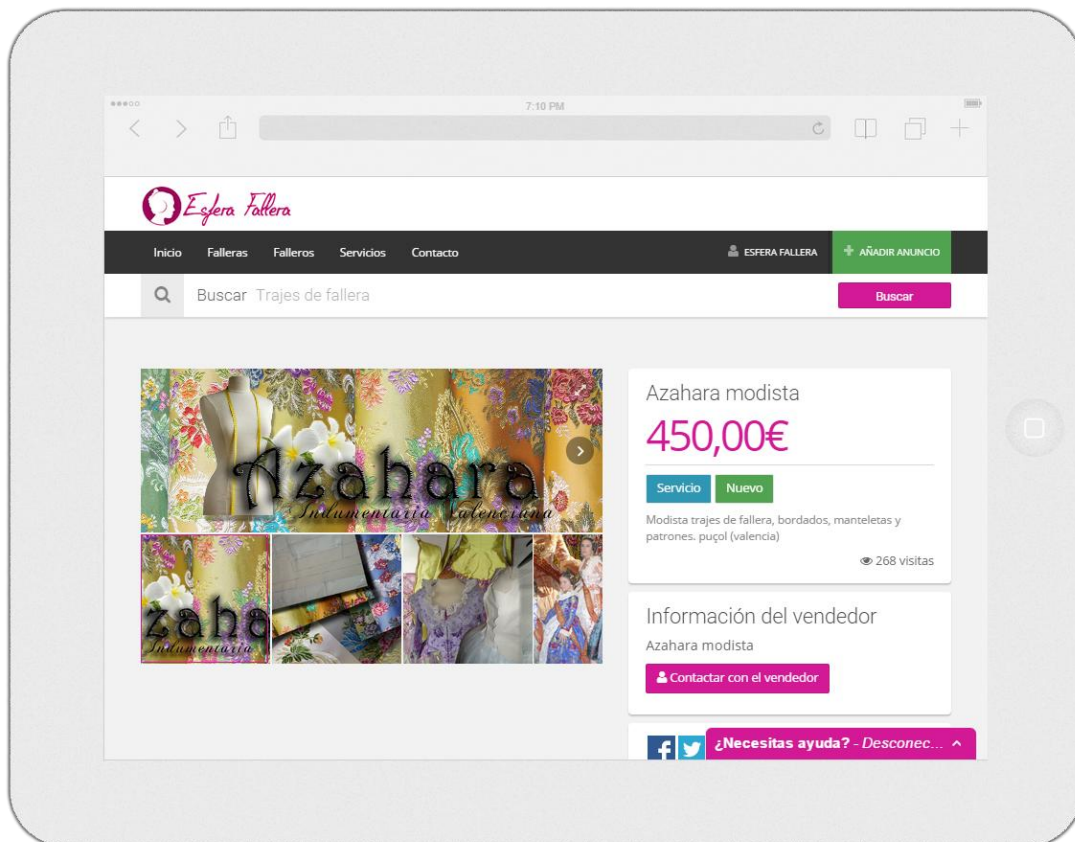 7:10 PM
Esfera Fallera
Inicio Falleras Falleros Servicios Contacto ESFERA FALLERA AÑADIR ANUNCIO
Buscar Trajes de fallera Buscar
Azahara
Indumentaria Valenciana
zaha
Indumentaria
Azahara modista
450,00€
Servicio Nuevo
Modista trajes de fallera, bordados, manteletas y
patrones. puçol (valencia)
268 visitas
Información del vendedor
Azahara modista
Contactar con el vendedor
¿Necesitas ayuda? - Desconec...